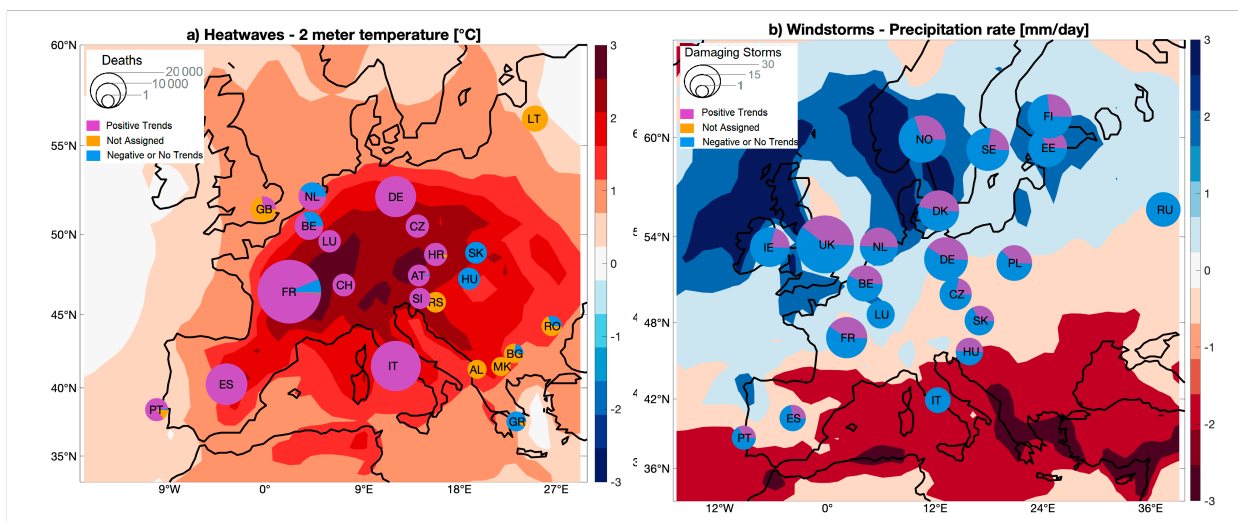 a) Heatwaves - 2 meter temperature [°C]
Deaths
20 000
10 000
1
Positive Trends
Not Assigned
Negative or No Trends
60°N
55°N
50°N
45°N
40°N
35°N
9°W
0°
9°E
18°E
27°E
LT
NL
DE
GB
BE
CZ
LU
HR
SK
AT
HU
FR
CH
SI
RS
RO
BG
IT
AL
MK
ES
PT
GR
3
2
1
0
-1
-2
-3
b) Windstorms - Precipitation rate [mm/day]
Damaging Storms
30
15
1
Positive Trends
Not Assigned
Negative or No Trends
6
5
4
4
3
60°N
54°N
48°N
42°N
36°N
12°W
0°
12°E
24°E
36°E
FI
NO
SE
EE
DK
RU
IE
UK
NL
DE
PL
BE
CZ
LU
SK
FR
HU
IT
ES
PT
3
2
1
0
-1
-2
-3